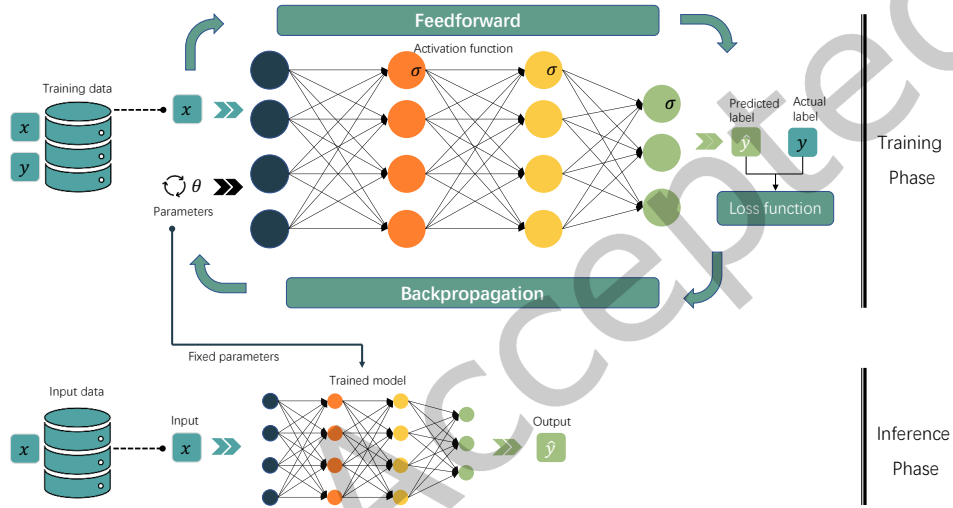 Feedforward
Activation function
σ
σ
σ
Training data
x
y
x
θ
Parameters
Predicted label
Actual label
ŷ
y
Loss function
Training
Phase
Backpropagation
Fixed parameters
Trained model
Input data
x
Input
x
Output
ŷ
Inference
Phase
Accepted